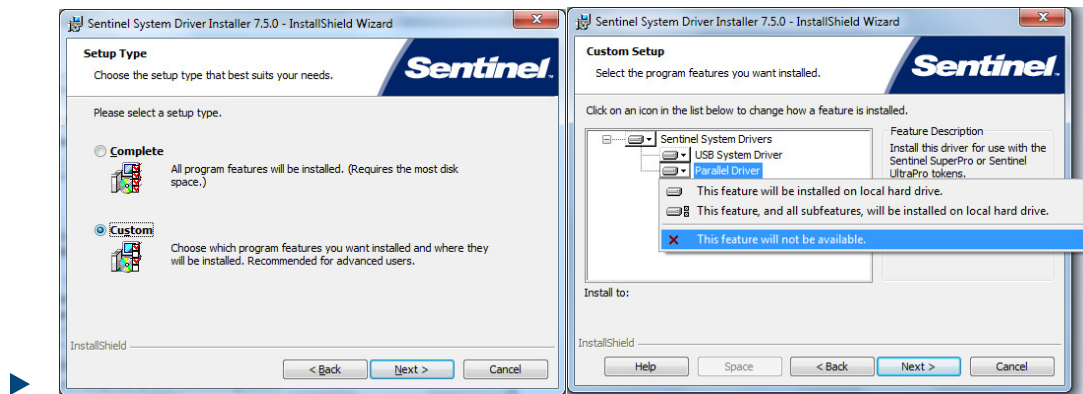 Sentinel System Driver Installer 7.5.0 - InstallShield Wizard
Setup Type
Choose the setup type that best suits your needs.
Sentinel.
Please select a setup type.
Complete
All program features will be installed. (Requires the most disk
space.)
Custom
Choose which program features you want installed and where they
will be installed. Recommended for advanced users.
InstallShield
< Back
Next >
Cancel
Sentinel System Driver Installer 7.5.0 - InstallShield Wizard
Custom Setup
Select the program features you want installed.
Sentinel.
Click on an icon in the list below to change how a feature is installed.
Sentinel System Drivers
USB System Driver
Parallel Driver
Feature Description
Install this driver for use with the
Sentinel SuperPro or Sentinel
UltraPro tokens.
This feature will be installed on local hard drive.
This feature, and all subfeatures, will be installed on local hard drive.
This feature will not be available.
Install to:
InstallShield
Help
Space
< Back
Next >
Cancel